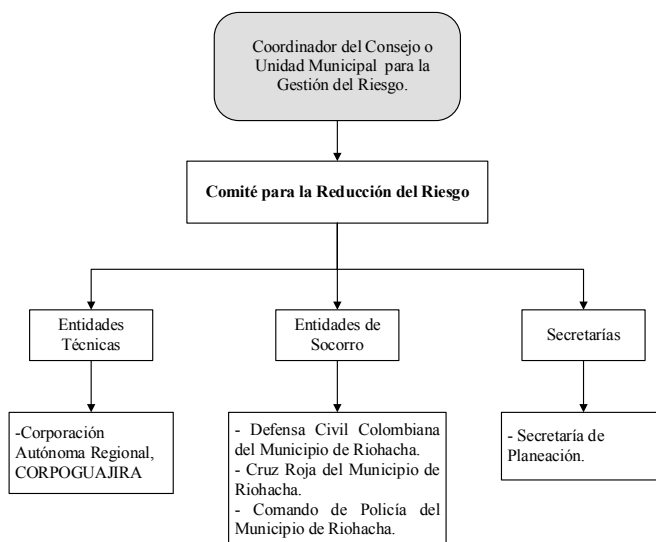 Coordinador del Consejo o
Unidad Municipal para la
Gestión del Riesgo.
Comité para la Reducción del Riesgo
Entidades
Técnicas
Entidades de
Socorro
Secretarías
-Corporación
Autónoma Regional,
CORPOGUAJIRA
- Defensa Civil Colombiana
del Municipio de Riohacha.
- Cruz Roja del Municipio de
Riohacha.
- Comando de Policía del
Municipio de Riohacha.
- Secretaría de
Planeación.